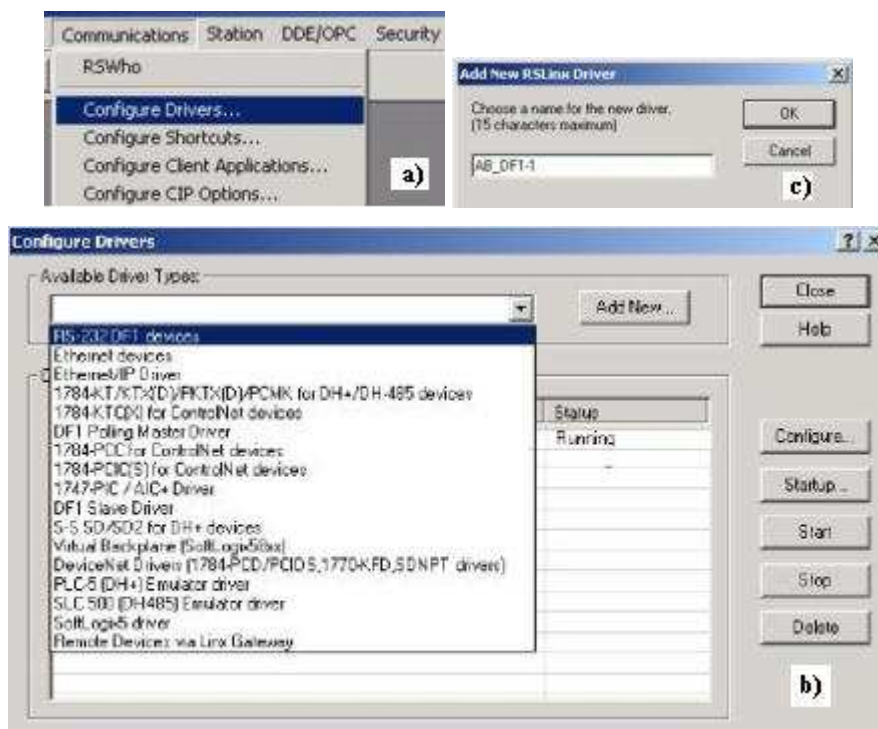 Communications Station DDE/OPC Security
RSWho
Configure Drivers...
Configure Shortcuts...
Configure Client Applications...
Configure CIP Options...
a)
Add New RSLinx Driver
Choose a name for the new driver.
(15 characters maximum)
AB_DF1-1
OK
Cancel
c)
Configure Drivers
Available Driver Types:
Add New...
Close
Help
RS-232 DF1 devices
Ethernet devices
Ethernet/IP Driver
1784-KT/KTX(D)/PKTX(D)/PCMK for DH+/DH-485 devices
1784-KTC(X) for ControlNet devices
DF1 Polling Master Driver
1784-PCC for ControlNet devices
1784-PCIC(S) for ControlNet devices
1747-PIC / AIC+ Driver
DF1 Slave Driver
S-S SD/SD2 for DH+ devices
Virtual Backplane (SoftLogix58xx)
DeviceNet Drivers (1784-PCD/PCIDS,1770-KFD,SDNPT drivers)
PLC-5 (DH+) Emulator driver
SLC 500 (DH485) Emulator driver
SoftLogix5 driver
Remote Devices via Linx Gateway
Status
Running
Configure...
Startup...
Start
Stop
Delete
b)